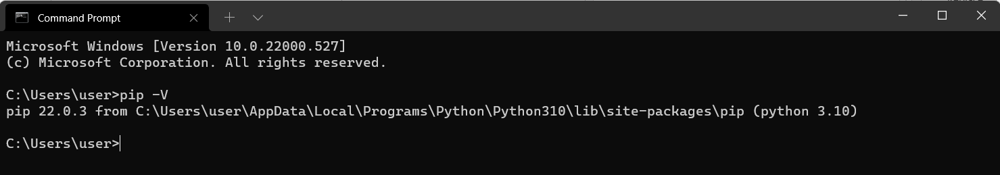 Command Prompt
Microsoft Windows [Version 10.0.22000.527]
(c) Microsoft Corporation. All rights reserved.
C:\Users\user>pip -V
pip 22.0.3 from C:\Users\user\AppData\Local\Programs\Python\Python310\lib\site-packages\pip (python 3.10)
C:\Users\user>